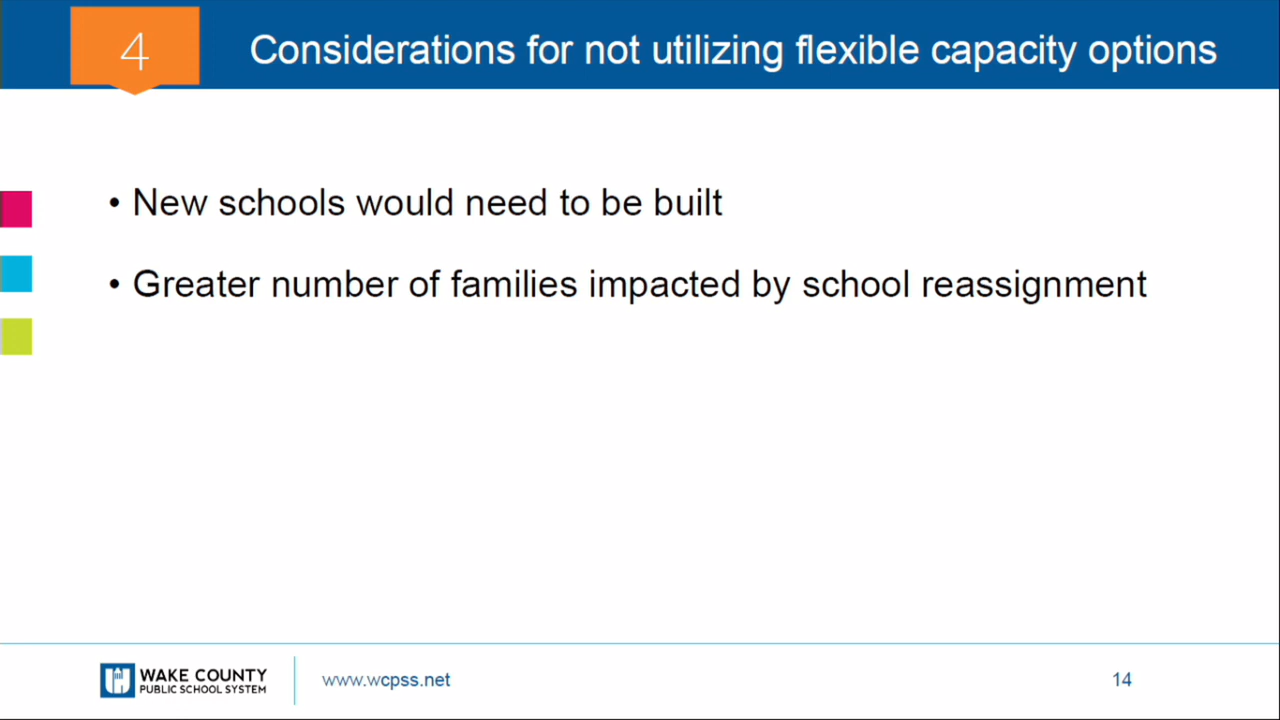 4
Considerations for not utilizing flexible capacity options
• New schools would need to be built
• Greater number of families impacted by school reassignment
WAKE COUNTY
PUBLIC SCHOOL SYSTEM
www.wcpss.net
14